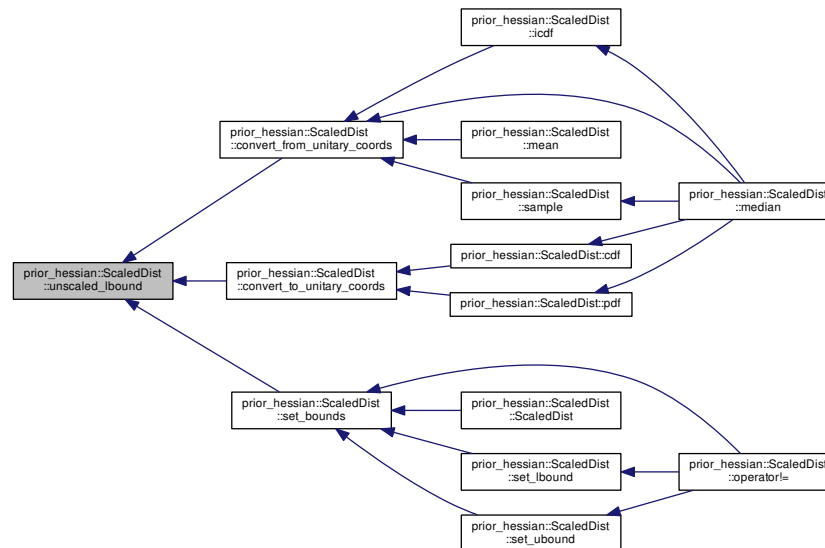 prior_hessian::ScaledDist
::icdf
prior_hessian::ScaledDist
::convert_from_unitary_coords
prior_hessian::ScaledDist
::mean
prior_hessian::ScaledDist
::sample
prior_hessian::ScaledDist
::median
prior_hessian::ScaledDist::cdf
prior_hessian::ScaledDist
::unscaled_lbound
prior_hessian::ScaledDist
::convert_to_unitary_coords
prior_hessian::ScaledDist::pdf
prior_hessian::ScaledDist
::set_bounds
prior_hessian::ScaledDist
::ScaledDist
prior_hessian::ScaledDist
::set_lbound
prior_hessian::ScaledDist
::operator!=
prior_hessian::ScaledDist
::set_ubound